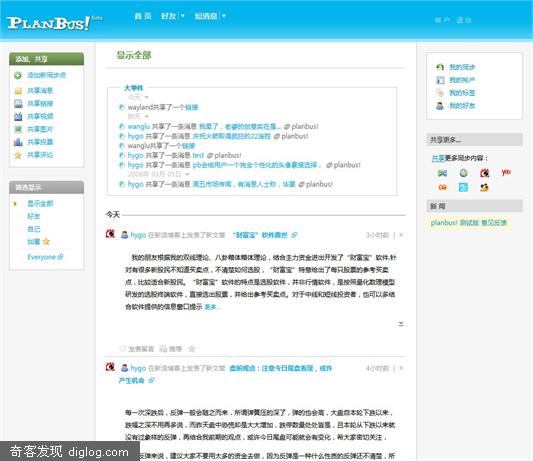 PLANBUS! Beta
首 页 好友 短消息
帐户 退出
添加、共享
添加新同步点
共享消息
共享链接
共享视频
共享图片
共享投票
共享评论
筛选显示
显示全部
好友
自己
加星
Everyone
显示全部
大事件
今天
wayland共享了一个链接
昨天
wanglu 共享了一条消息 我晕了，老婆的创意实在是... @ planbus!
hygo 共享了一条消息 庆祝火箭取得疯狂的22连胜 @ planbus!
wanglu共享了一个链接
hygo 共享了一条消息 test @ planbus!
hygo 共享了一条消息 pb会给用户一个完全个性化的头像素据选择， @ planbus!
2008年 03月 05日
hygo 共享了一条消息 周五市场传闻，有消息人士称，华夏 @ planbus!
今天
hygo 在新浪博客上发表了新文章 “财富宝”软件面世
3小时前 | ×
我的朋友根据我的双线理论、八卦箱体箱体理论，结合主力资金进出开发了“财富宝”软件.针
对有很多新股民不知道买卖点，不清楚如何选股，“财富宝”特意给出了每只股票的参考买卖
点，比较适合新股民。“财富宝”软件的特点是选股软件，并非行情软件，是按照量化数理模型
研发的选股终端软件，直接选出股票，并给出参考买卖点。对于中线和短线投资者，也可以多结
合软件提供的信息窗口提示 更多...
发表留言 推荐
hygo 在新浪博客上发表了新文章 盘前观点：注意今日尾盘表现，或许
产生机会
4小时前 | ×
每一次深跌后，反弹一般会随之而来，所谓弹簧压的深了，弹的也会高，大盘自本轮下跌以来，
跌幅之深不用再多说，而昨天盘中恐慌却是大大增加，跌停数量处处皆是，且本轮从下跌以来就
没有过象样的反弹，再结合我前期的观点，或许今日尾盘可能就会有变化，希大家密切关注，
反弹来说，建议大家不要用太多的资金去做，因为反弹是一种什么性质的反弹还不清楚，所
我的同步
我的帐户
我的标签
我的好友
共享更多...
共享更多同步内容：
you
新 闻
planbus! 测试版 意见反馈
奇客发现 diglog.com